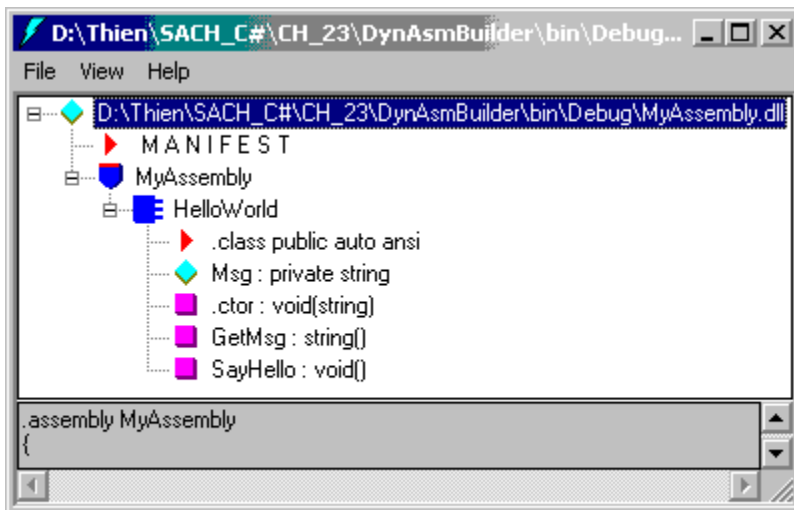 D:\Thien\SACH_C#\CH_23\DynAsmBuilder\bin\Debug...
File View Help
D:\Thien\SACH_C#\CH_23\DynAsmBuilder\bin\Debug\MyAssembly.dll
M A N I F E S T
MyAssembly
HelloWorld
.class public auto ansi
Msg : private string
.ctor : void(string)
GetMsg : string()
SayHello : void()
.assembly MyAssembly
{